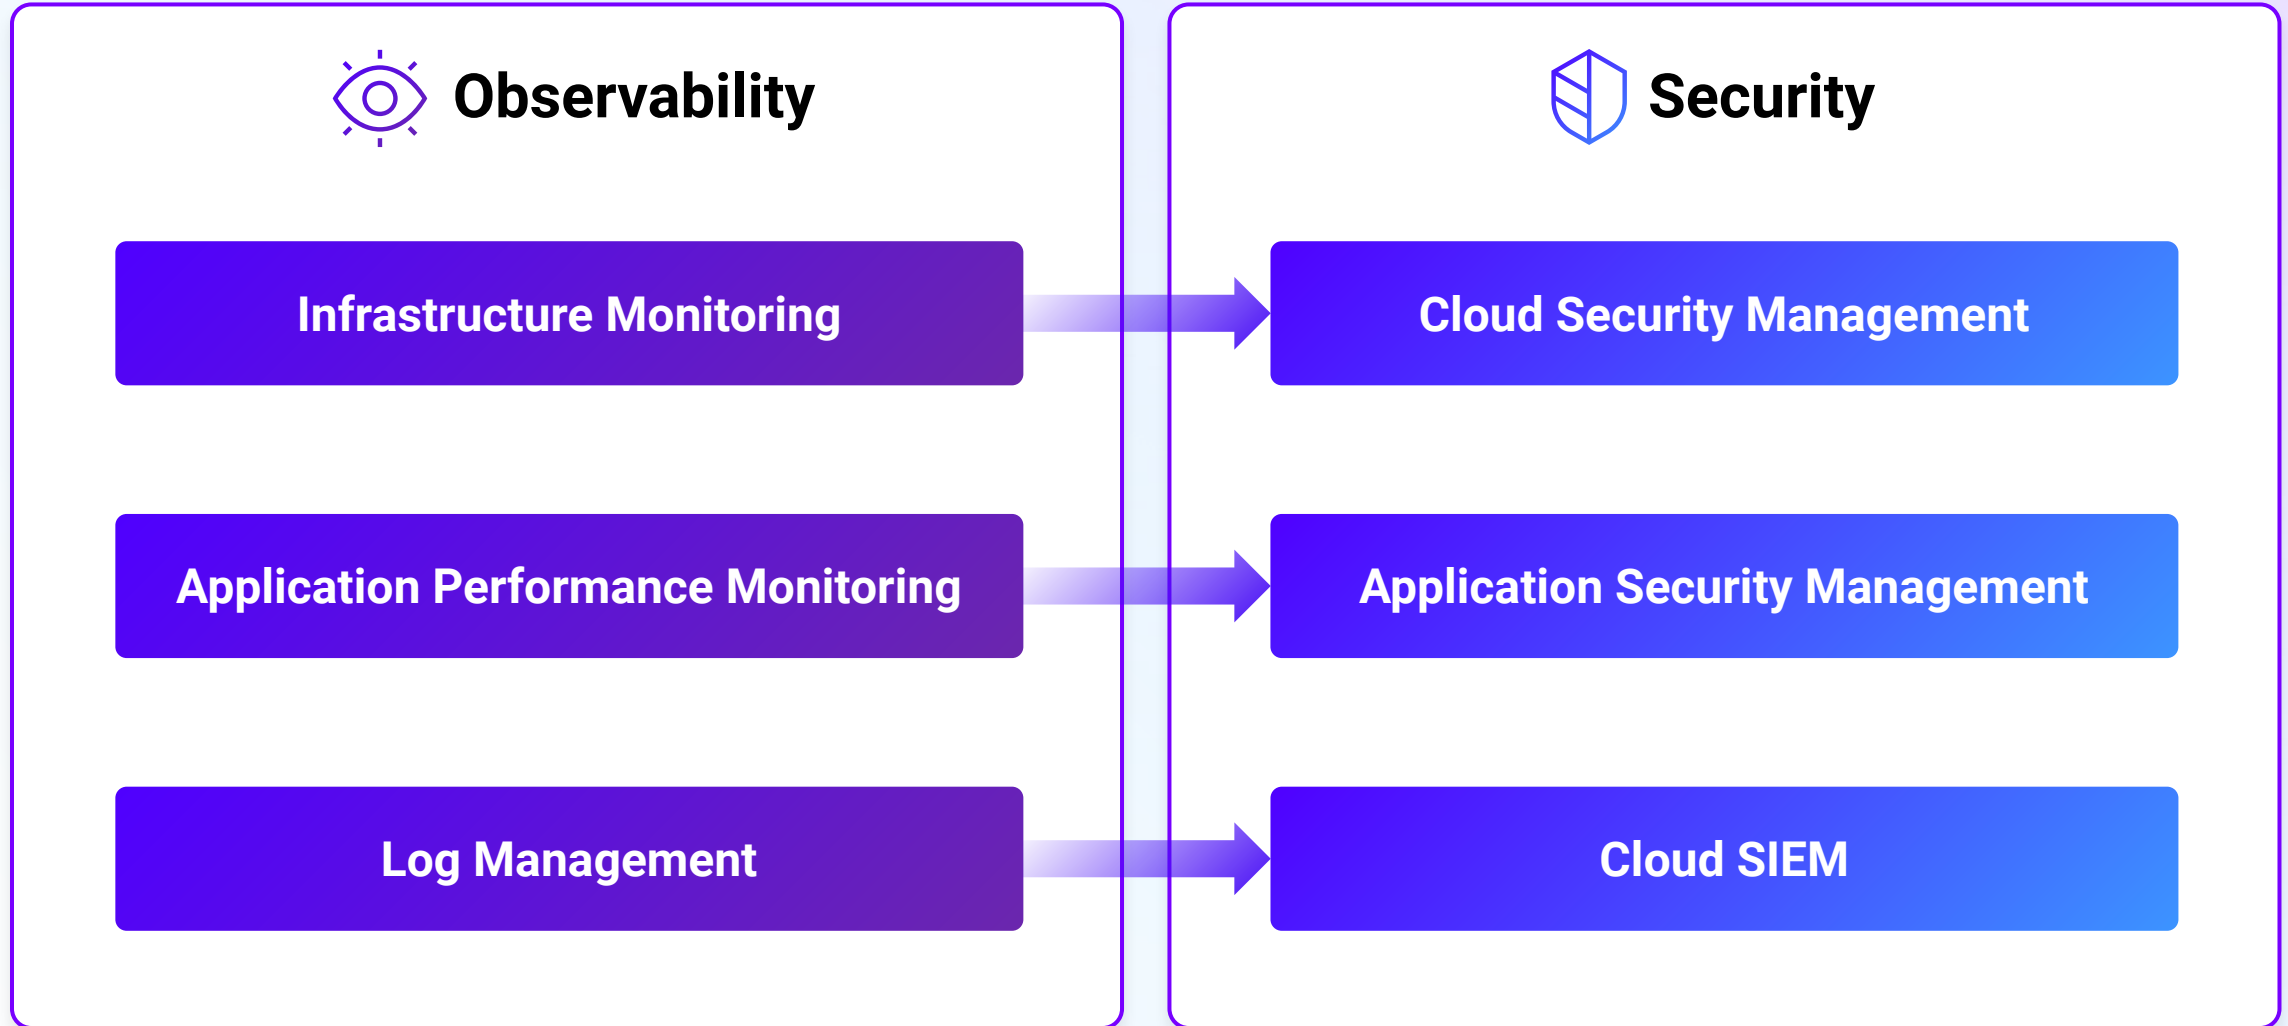 Observability
Security
Infrastructure Monitoring
Cloud Security Management
Application Performance Monitoring
Application Security Management
Log Management
Cloud SIEM